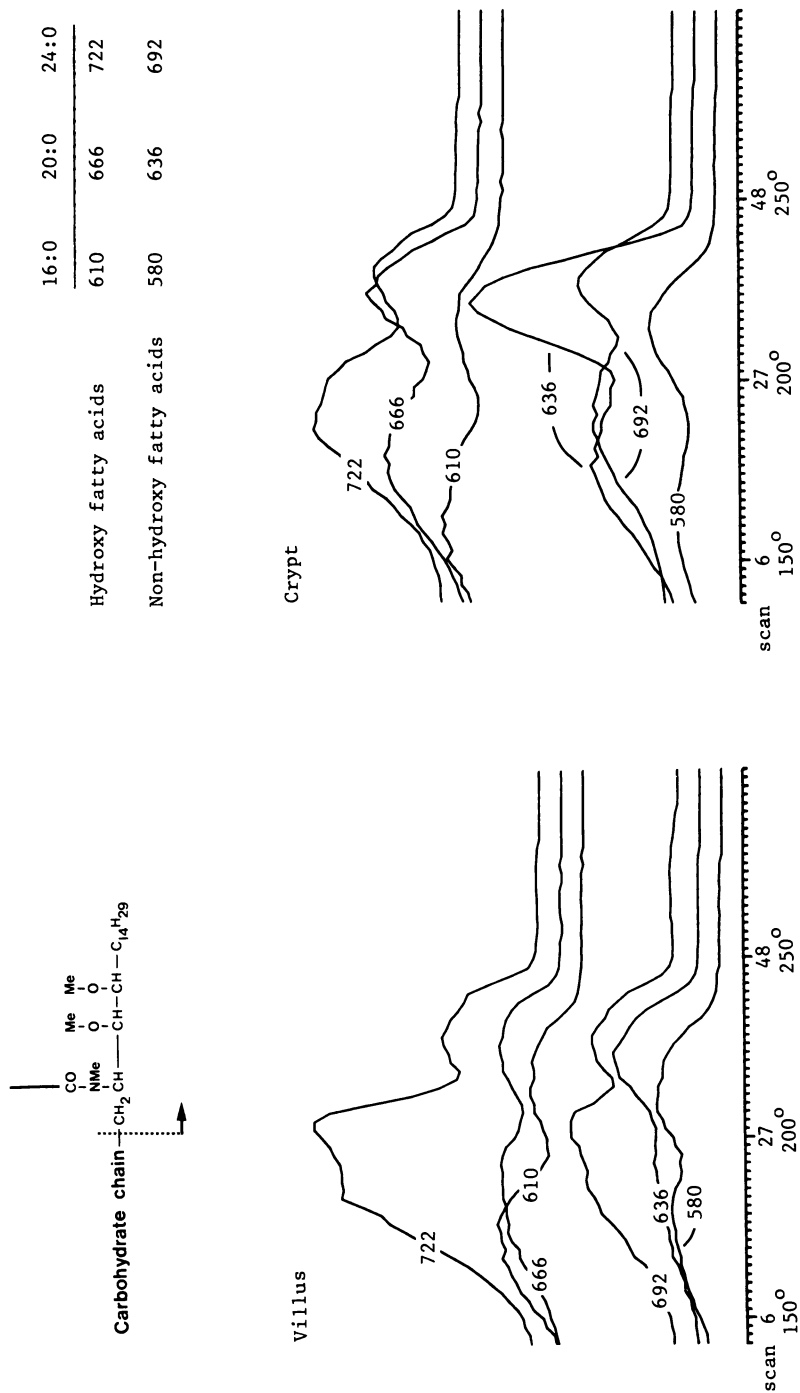 Me Me
CO O O
NMe
Carbohydrate chain — CH2 CH — CH — CH — C14H29
16:0 20:0 24:0
Hydroxy fatty acids 610 666 722
Non-hydroxy fatty acids 580 636 692
Villus
722
666
610
692
636
580
scan 6 27 48
150° 200° 250°
Crypt
722
666
610
636
692
580
scan 6 27 48
150° 200° 250°